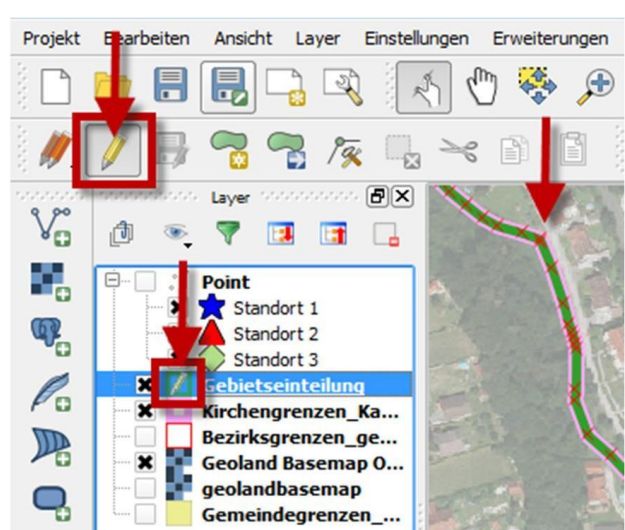 Projekt Bearbeiten Ansicht Layer Einstellungen Erweiterungen
Layer
Point
Standort 1
Standort 2
Standort 3
Gebietseinteilung
Kirchengrenzen_Ka...
Bezirksgrenzen_ge...
Geoland Basemap O...
geolandbasemap
Gemeindegrenzen_...